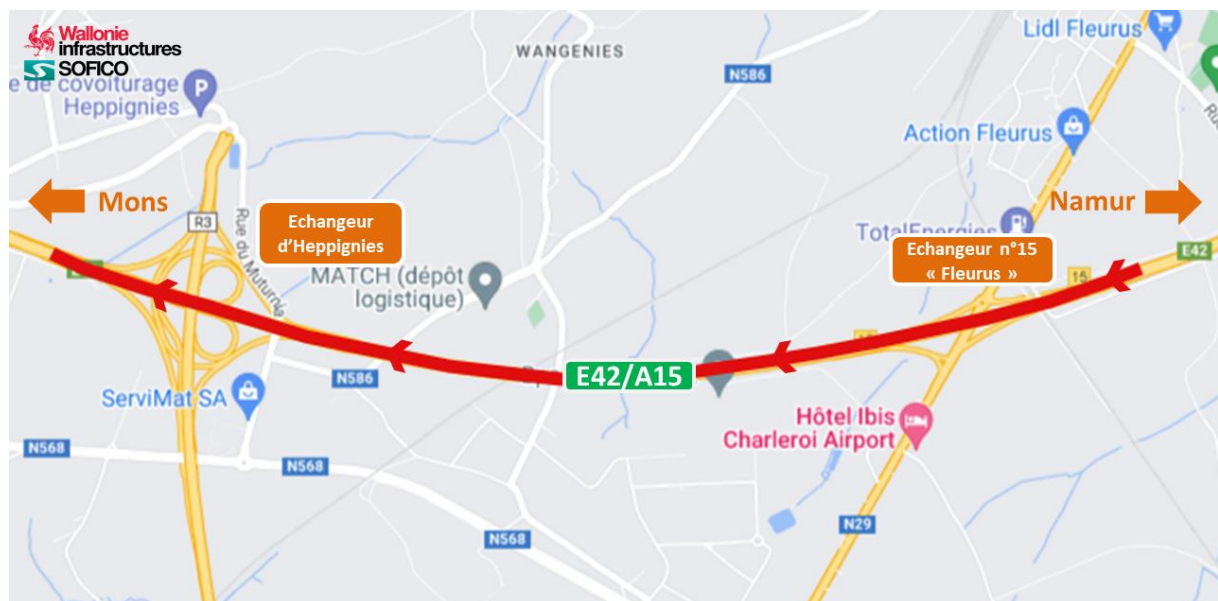 Wallonie
infrastructures
SOFICO
e de covoiturage
Heppignies
P
WANGENIES
N586
Lidl Fleurus
Action Fleurus
Mons
Namur
R3
Rue du Muturnia
Echangeur
d'Heppignies
TotalEnergies
Echangeur n°15
« Fleurus »
E42
15
MATCH (dépôt
logistique)
N586
E42/A15
ServiMat SA
Hôtel Ibis
Charleroi Airport
N568
N568
N568
N29